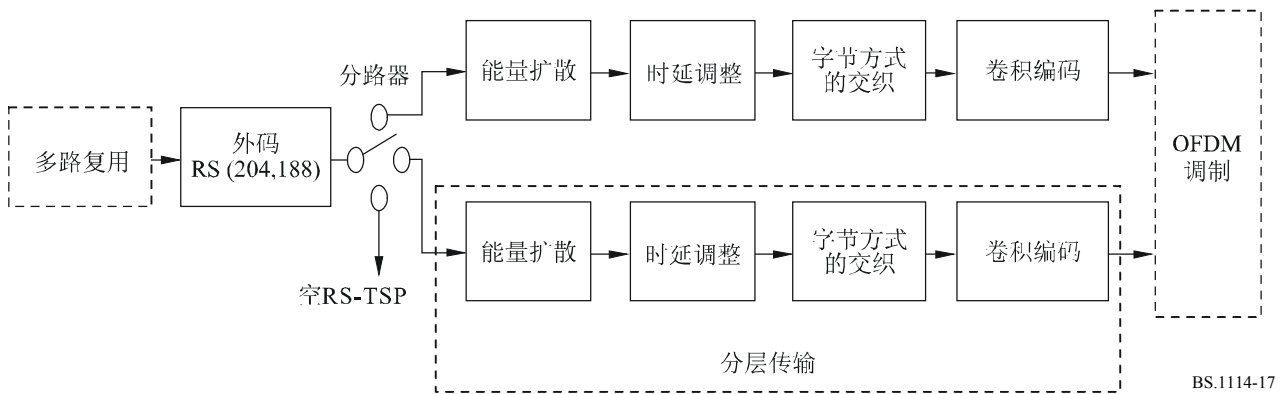 分路器
能量扩散
时延调整
字节方式
的交织
卷积编码
多路复用
外码
RS (204,188)
OFDM
调制
能量扩散
时延调整
字节方式
的交织
卷积编码
空RS-TSP
分层传输
BS.1114-17